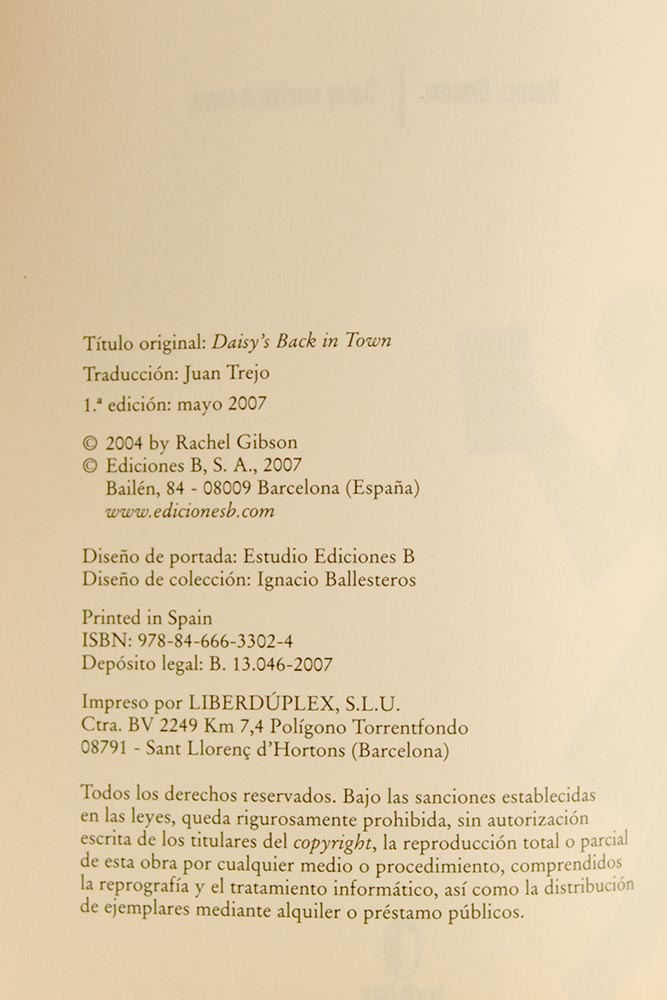 Título original: Daisy's Back in Town
Traducción: Juan Trejo
1.ª edición: mayo 2007
© 2004 by Rachel Gibson
© Ediciones B, S. A., 2007
Bailén, 84 - 08009 Barcelona (España)
www.edicionesb.com
Diseño de portada: Estudio Ediciones B
Diseño de colección: Ignacio Ballesteros
Printed in Spain
ISBN: 978-84-666-3302-4
Depósito legal: B. 13.046-2007
Impreso por LIBERDÚPLEX, S.L.U.
Ctra. BV 2249 Km 7,4 Polígono Torrentfondo
08791 - Sant Llorenç d'Hortons (Barcelona)
Todos los derechos reservados. Bajo las sanciones establecidas
en las leyes, queda rigurosamente prohibida, sin autorización
escrita de los titulares del copyright, la reproducción total o parcial
de esta obra por cualquier medio o procedimiento, comprendidos
la reprografía y el tratamiento informático, así como la distribución
de ejemplares mediante alquiler o préstamo públicos.